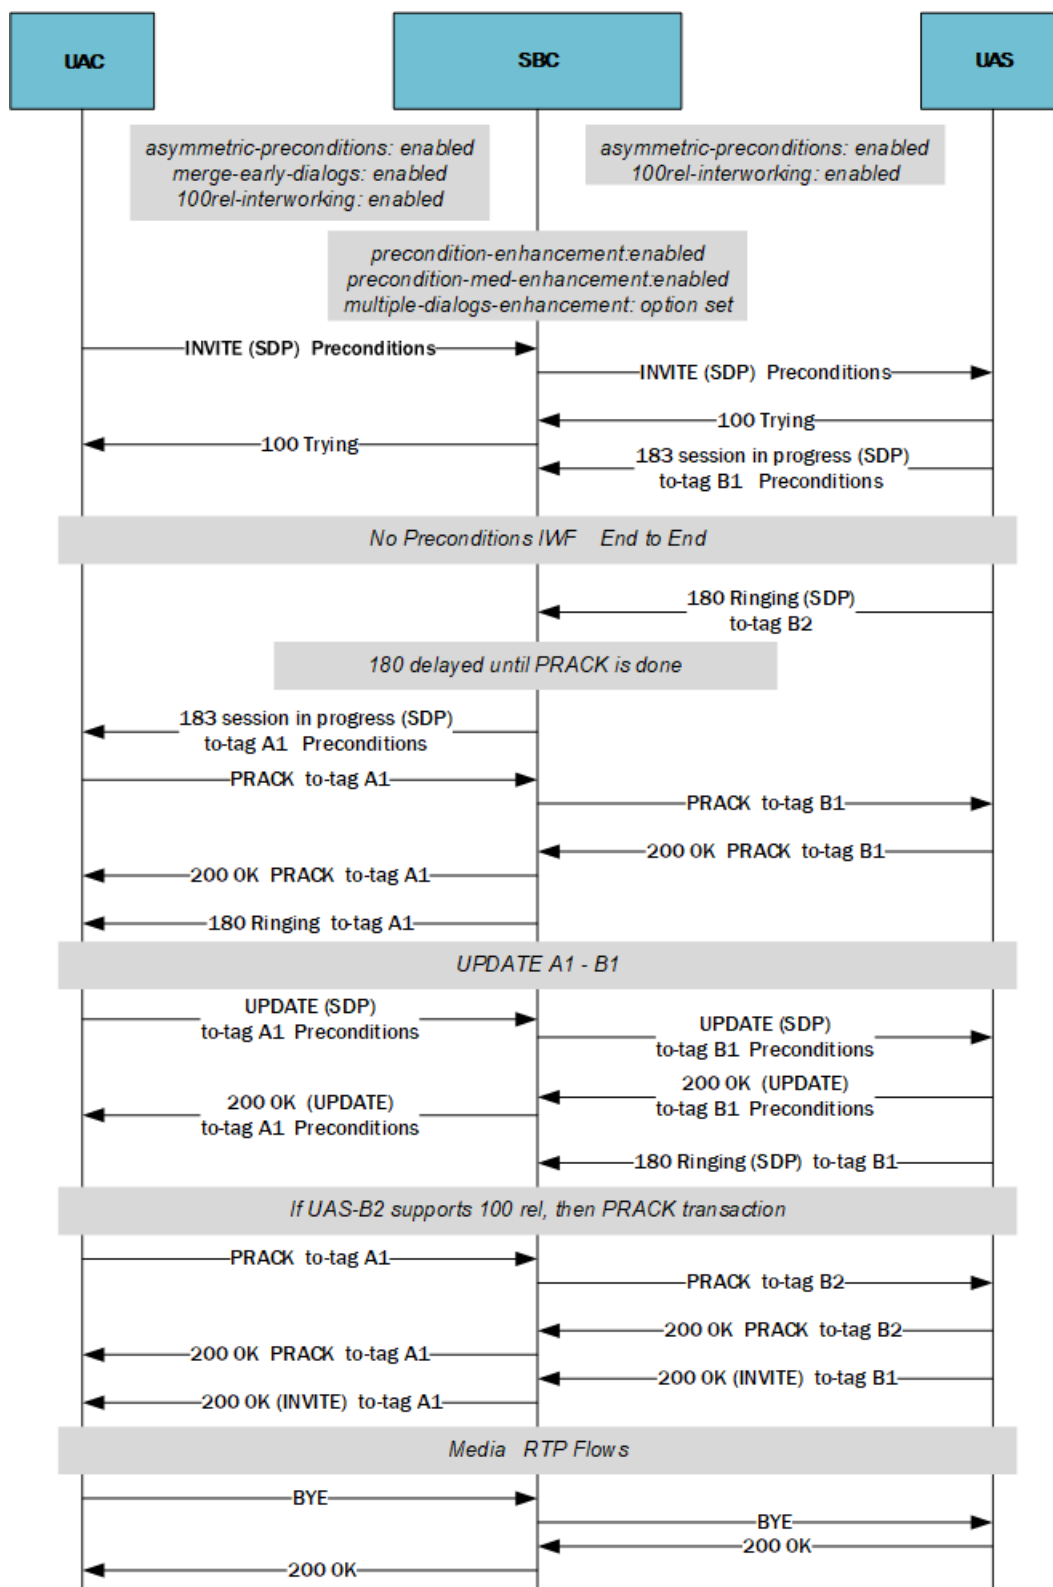 UAC
SBC
UAS
asymmetric-preconditions: enabled
merge-early-dialogs: enabled
100rel-interworking: enabled
asymmetric-preconditions: enabled
100rel-interworking: enabled
precondition-enhancement:enabled
precondition-med-enhancement:enabled
multiple-dialogs-enhancement: option set
INVITE (SDP) Preconditions
INVITE (SDP) Preconditions
100 Trying
100 Trying
183 session in progress (SDP)
to-tag B1 Preconditions
No Preconditions IWF End to End
180 Ringing (SDP)
to-tag B2
180 delayed until PRACK is done
183 session in progress (SDP)
to-tag A1 Preconditions
PRACK to-tag A1
PRACK to-tag B1
200 OK PRACK to-tag B1
200 OK PRACK to-tag A1
180 Ringing to-tag A1
UPDATE A1 - B1
UPDATE (SDP)
to-tag A1 Preconditions
UPDATE (SDP)
to-tag B1 Preconditions
200 OK (UPDATE)
to-tag B1 Preconditions
200 OK (UPDATE)
to-tag A1 Preconditions
180 Ringing (SDP) to-tag B1
If UAS-B2 supports 100 rel, then PRACK transaction
PRACK to-tag A1
PRACK to-tag B2
200 OK PRACK to-tag B2
200 OK PRACK to-tag A1
200 OK (INVITE) to-tag B1
200 OK (INVITE) to-tag A1
Media RTP Flows
BYE
BYE
200 OK
200 OK